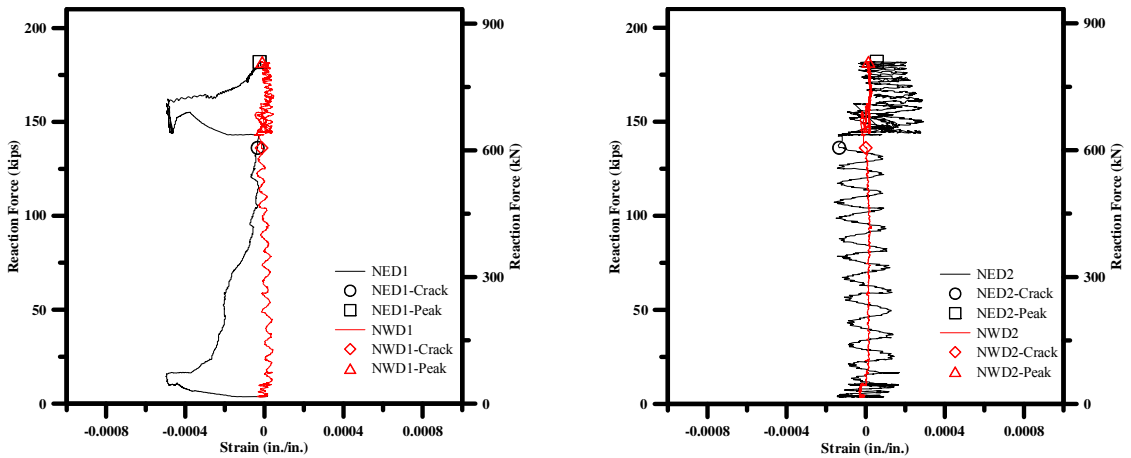 200
150
100
50
0
Reaction Force (kips)
900
600
300
0
Reaction Force (kN)
-0.0008 -0.0004 0 0.0004 0.0008
Strain (in./in.)
NED1
NED1-Crack
NED1-Peak
NWD1
NWD1-Crack
NWD1-Peak
200
150
100
50
0
Reaction Force (kips)
900
600
300
0
Reaction Force (kN)
-0.0008 -0.0004 0 0.0004 0.0008
Strain (in./in.)
NED2
NED2-Crack
NED2-Peak
NWD2
NWD2-Crack
NWD2-Peak